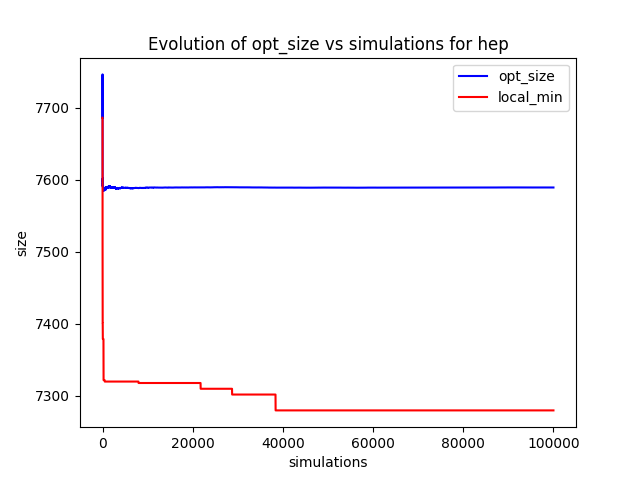 Evolution of opt_size vs simulations for hep
opt_size
local_min
7700
7600
7500
7400
7300
size
0
20000
40000
60000
80000
100000
simulations